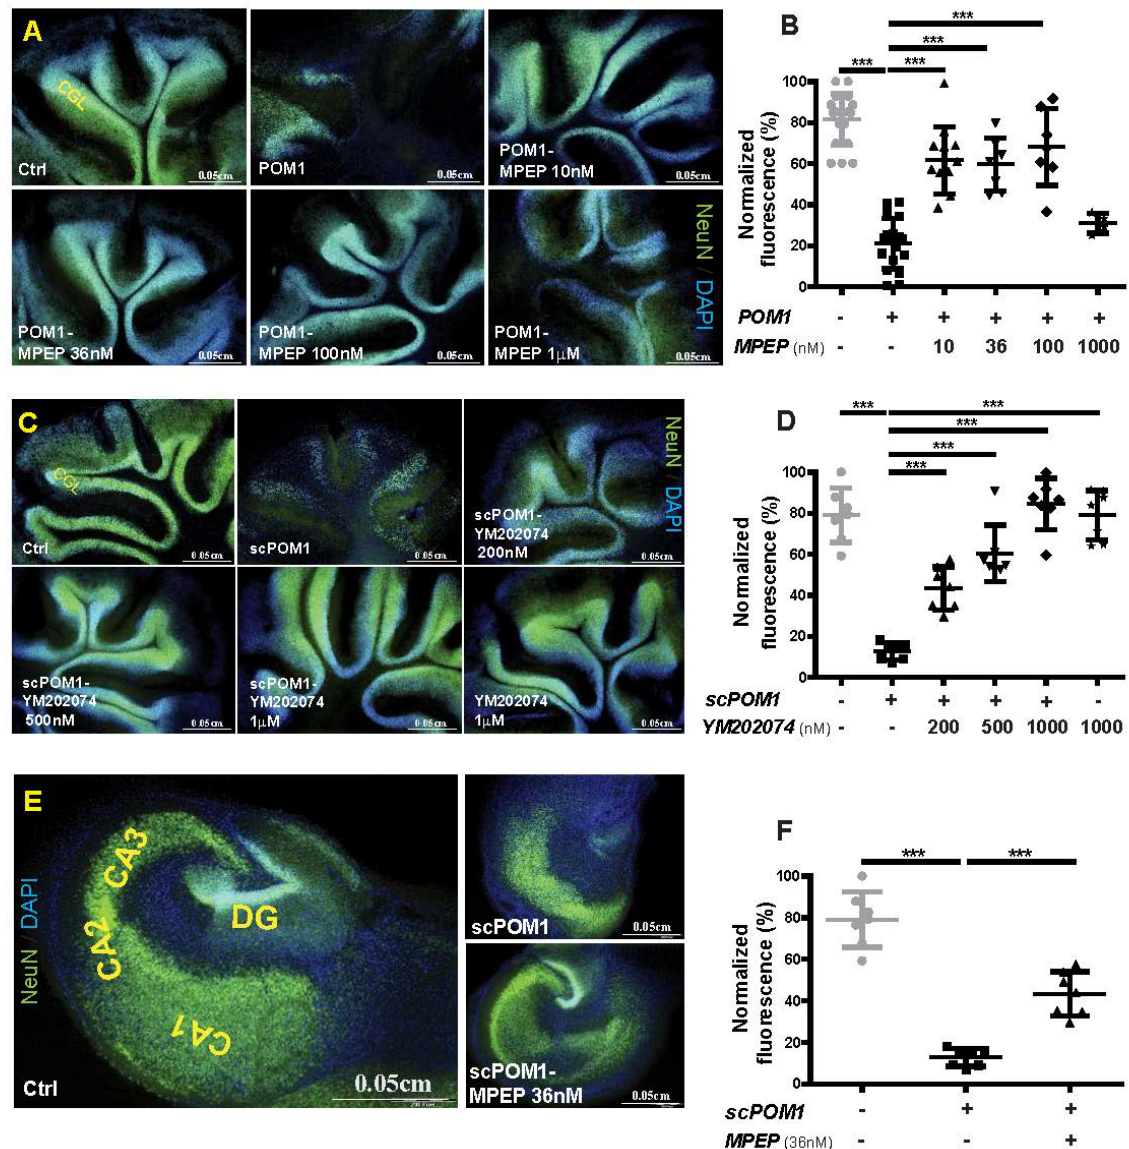 A
CGL
Ctrl
0.05cm
POM1
0.05cm
POM1-
MPEP 10nM
0.05cm
POM1-
MPEP 36nM
0.05cm
POM1-
MPEP 100nM
0.05cm
POM1-
MPEP 1µM
0.05cm
NeuN / DAPI
B
***
***
*** ***
Normalized
fluorescence (%)
100
80
60
40
20
0
POM1 - + + + + +
MPEP (nM) - - 10 36 100 1000
C
CGL
Ctrl
0.05cm
scPOM1
0.05cm
scPOM1-
YM202074
200nM
0.05cm
NeuN DAPI
scPOM1-
YM202074
500nM
0.05cm
scPOM1-
YM202074
1µM
0.05cm
YM202074
1µM
0.05cm
D
*** ***
***
***
***
Normalized
fluorescence (%)
100
80
60
40
20
0
scPOM1 - + + + + -
YM202074 (nM) - - 200 500 1000 1000
E
NeuN DAPI
CA3
CA2
DG
CA1
Ctrl
0.05cm
scPOM1
0.05cm
scPOM1-
MPEP 36nM
0.05cm
F
*** ***
Normalized
fluorescence (%)
100
80
60
40
20
0
scPOM1 - + +
MPEP (36nM) - - +